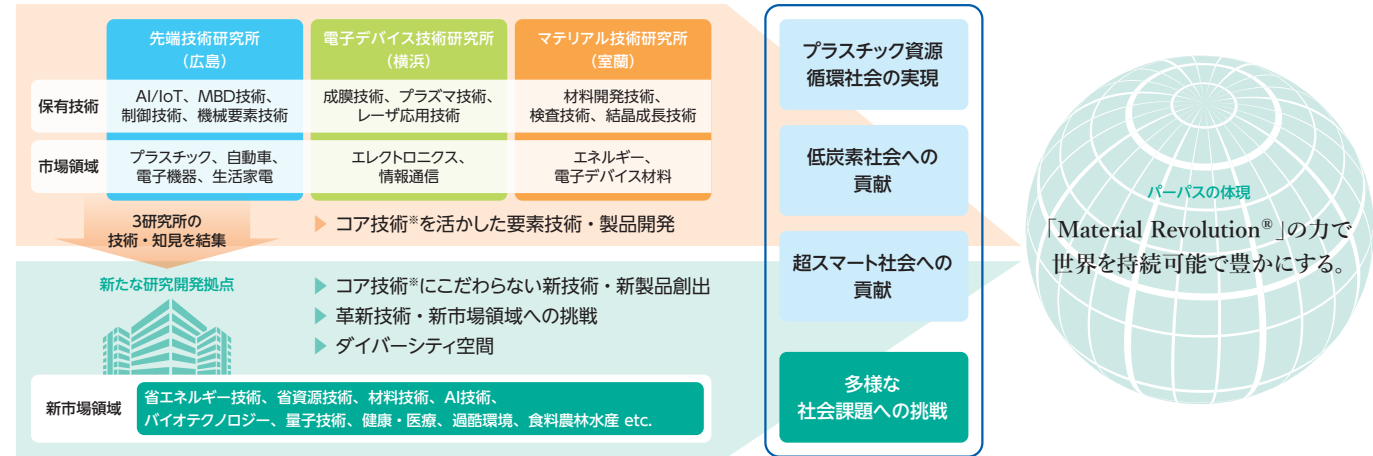 先端技術研究所
（広島）
電子デバイス技術研究所
（横浜）
マテリアル技術研究所
（室蘭）
保有技術
AI/IoT、MBD技術、
制御技術、機械要素技術
成膜技術、プラズマ技術、
レーザ応用技術
材料開発技術、
検査技術、結晶成長技術
市場領域
プラスチック、自動車、
電子機器、生活家電
エレクトロニクス、
情報通信
エネルギー、
電子デバイス材料
3研究所の
技術・知見を結集
▶ コア技術※を活かした要素技術・製品開発
新たな研究開発拠点
▶ コア技術※にこだわらない新技術・新製品創出
▶ 革新技術・新市場領域への挑戦
▶ ダイバーシティ空間
新市場領域
省エネルギー技術、省資源技術、材料技術、AI技術、
バイオテクノロジー、量子技術、健康・医療、過酷環境、食料農林水産 etc.
プラスチック資源
循環社会の実現
低炭素社会への
貢献
超スマート社会への
貢献
多様な
社会課題への挑戦
パーパスの体現
「Material Revolution®」の力で
世界を持続可能で豊かにする。